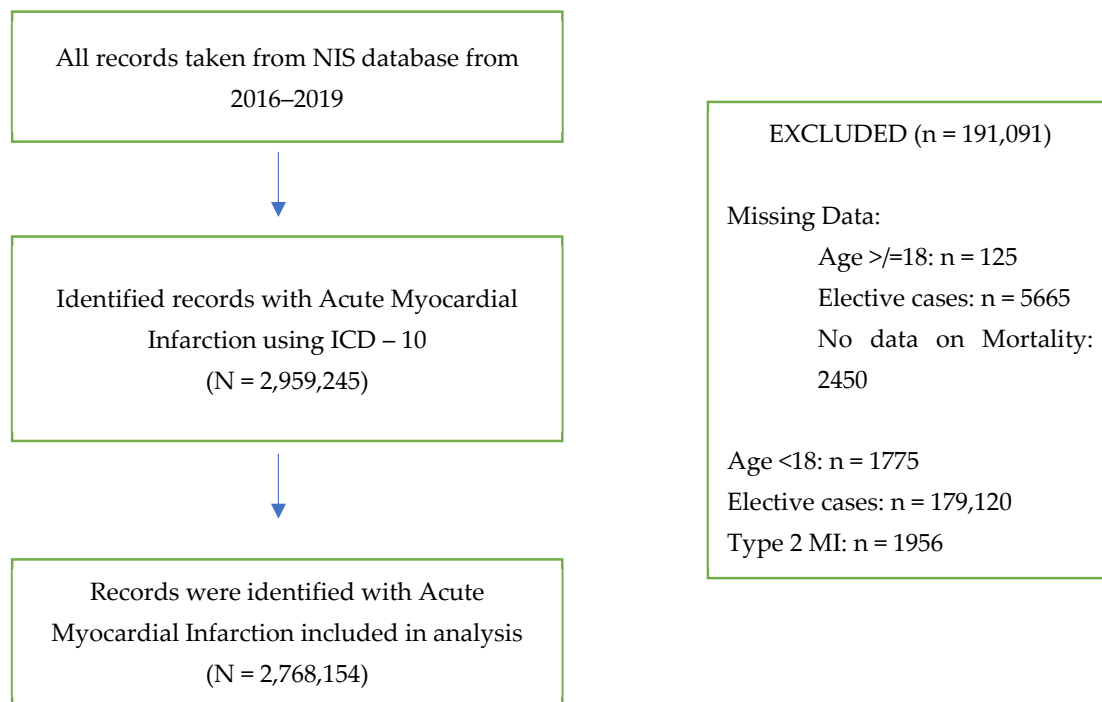 All records taken from NIS database from
2016–2019
Identified records with Acute Myocardial
Infarction using ICD – 10
(N = 2,959,245)
Records were identified with Acute
Myocardial Infarction included in analysis
(N = 2,768,154)
EXCLUDED (n = 191,091)
Missing Data:
Age >/=18: n = 125
Elective cases: n = 5665
No data on Mortality:
2450
Age <18: n = 1775
Elective cases: n = 179,120
Type 2 MI: n = 1956